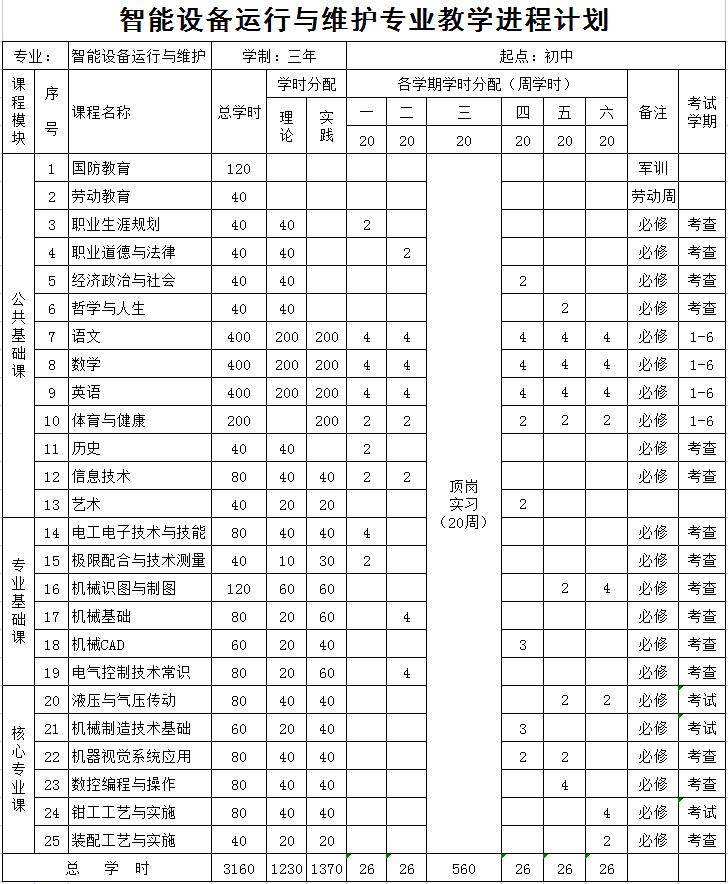 智能设备运行与维护专业教学进程计划
专业： 智能设备运行与维护 学制：三年 起点：初中
课程模块 序号 课程名称 总学时 学时分配 各学期学时分配（周学时） 备注 考试学期
理论 实践 一 二 三 四 五 六
20 20 20 20 20 20
公共基础课
1 国防教育 120 军训
2 劳动教育 40 劳动周
3 职业生涯规划 40 40 2 必修 考查
4 职业道德与法律 40 40 2 必修 考查
5 经济政治与社会 40 40 2 必修 考查
6 哲学与人生 40 40 2 必修 考查
7 语文 400 200 200 4 4 4 4 4 必修 1-6
8 数学 400 200 200 4 4 4 4 4 必修 1-6
9 英语 400 200 200 4 4 4 4 4 必修 1-6
10 体育与健康 200 200 2 2 2 2 2 必修 1-6
11 历史 40 40 2 必修 考查
12 信息技术 80 40 40 2 2 必修 考查
13 艺术 40 20 20 2
顶岗
实习
（20周）
专业基础课
14 电工电子技术与技能 80 40 40 4 必修 考查
15 极限配合与技术测量 40 10 30 2 必修 考查
16 机械识图与制图 120 60 60 2 4 必修 考查
17 机械基础 80 20 60 4 必修 考查
18 机械CAD 60 20 40 3 必修 考查
19 电气控制技术常识 80 20 60 4 必修 考查
核心专业课
20 液压与气压传动 80 40 40 2 2 必修 考试
21 机械制造技术基础 60 20 40 3 必修 考试
22 机器视觉系统应用 80 40 40 2 2 必修 考查
23 数控编程与操作 80 40 40 4 必修 考查
24 钳工工艺与实施 80 40 40 4 必修 考试
25 装配工艺与实施 40 20 20 2 必修 考查
总 学 时 3160 1230 1370 26 26 560 26 26 26